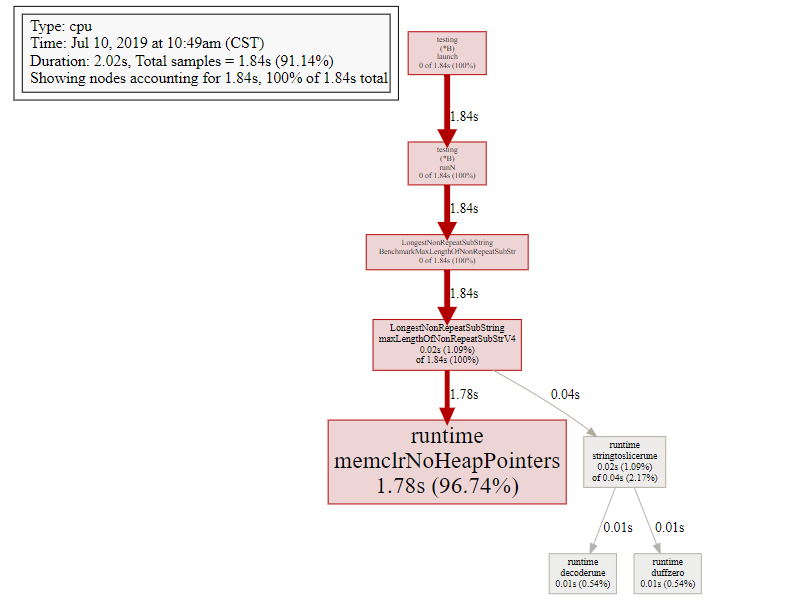 Type: cpu
Time: Jul 10, 2019 at 10:49am (CST)
Duration: 2.02s, Total samples = 1.84s (91.14%)
Showing nodes accounting for 1.84s, 100% of 1.84s total
testing
(*B)
launch
0 of 1.84s (100%)
1.84s
testing
(*B)
runN
0 of 1.84s (100%)
1.84s
LongestNonRepeatSubString
BenchmarkMaxLengthOfNonRepeatSubStr
0 of 1.84s (100%)
1.84s
LongestNonRepeatSubString
maxLengthOfNonRepeatSubStrV4
0.02s (1.09%)
of 1.84s (100%)
1.78s
0.04s
runtime
memclrNoHeapPointers
1.78s (96.74%)
runtime
stringtoslicerune
0.02s (1.09%)
of 0.04s (2.17%)
0.01s
0.01s
runtime
decoderune
0.01s (0.54%)
runtime
duffzero
0.01s (0.54%)